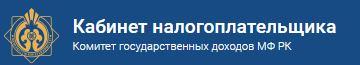 Кабинет налогоплательщика
Комитет государственных доходов МФ РК